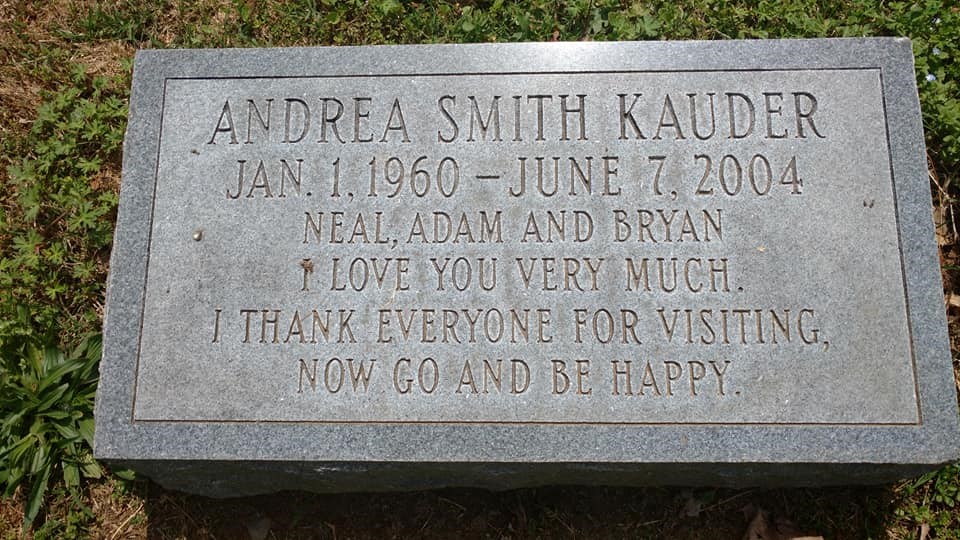 ANDREA SMITH KAUDER
JAN. 1, 1960 – JUNE 7, 2004
NEAL, ADAM AND BRYAN
I LOVE YOU VERY MUCH.
I THANK EVERYONE FOR VISITING,
NOW GO AND BE HAPPY.